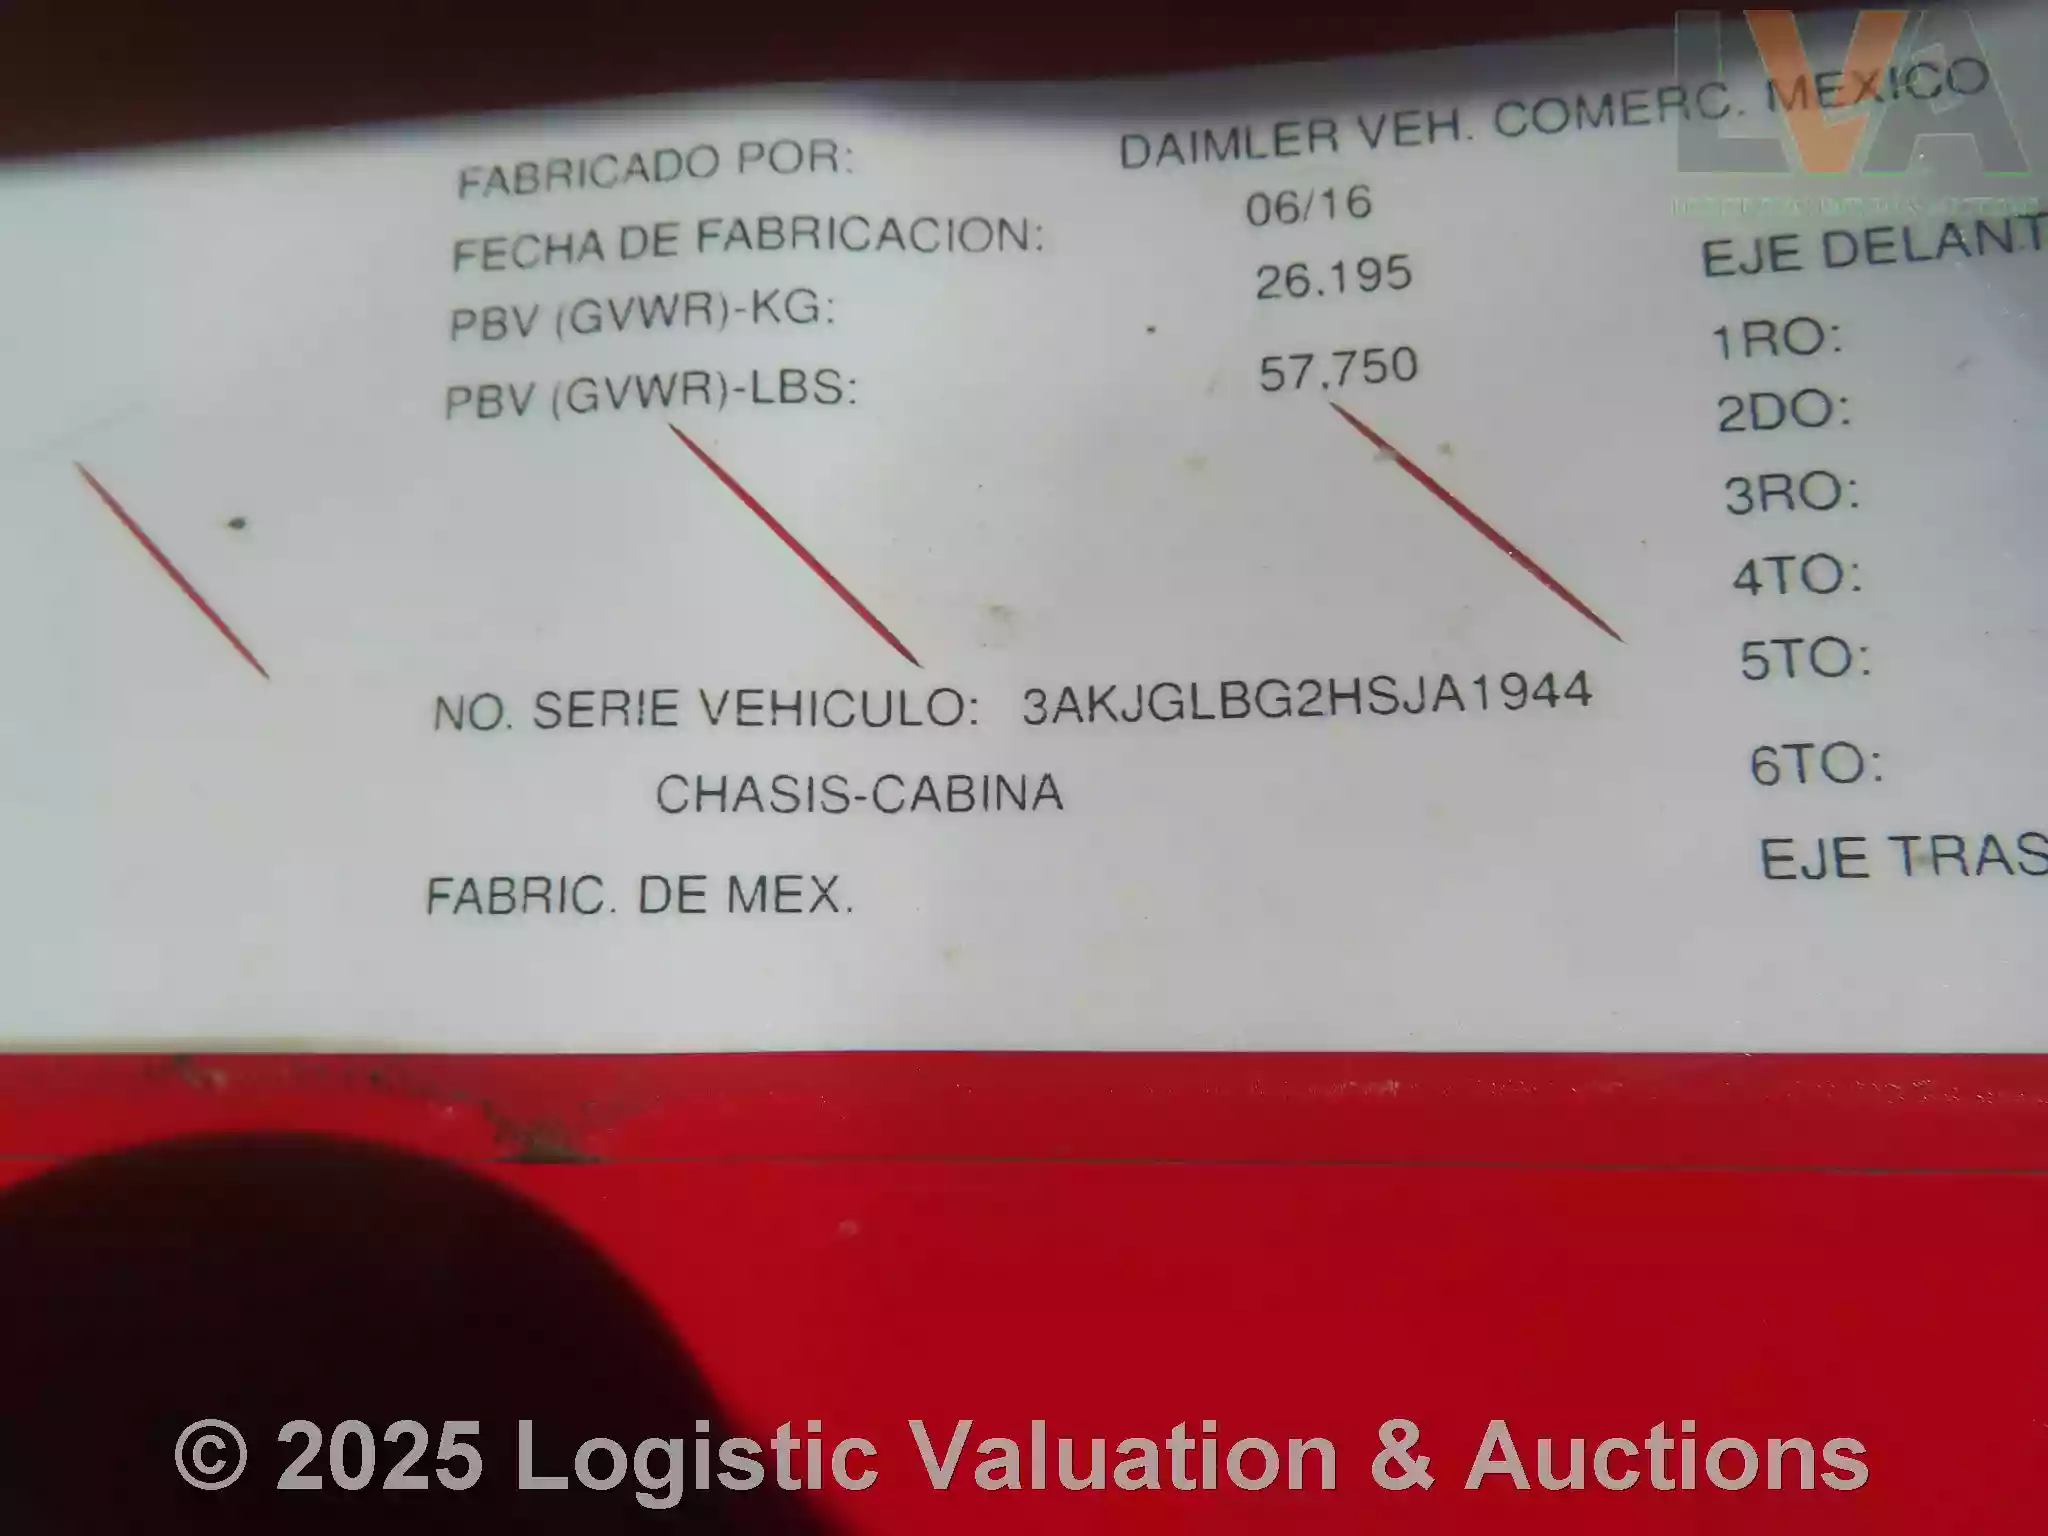 LVA
FABRICADO POR: DAIMLER VEH. COMERC. MEXICO
FECHA DE FABRICACION: 06/16
PBV (GVWR)-KG: 26.195
PBV (GVWR)-LBS: 57,750
NO. SERIE VEHICULO: 3AKJGLBG2HSJA1944
CHASIS-CABINA
FABRIC. DE MEX.
EJE DELANT
1RO:
2DO:
3RO:
4TO:
5TO:
6TO:
EJE TRAS
© 2025 Logistic Valuation & Auctions